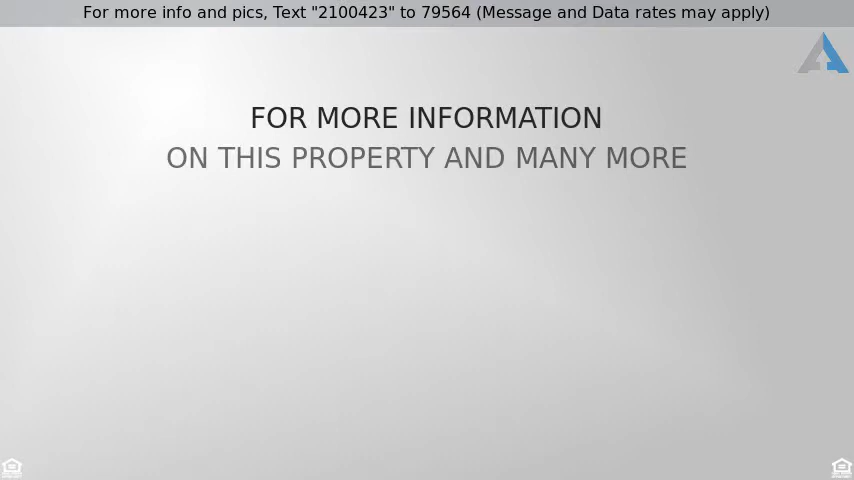 For more info and pics, Text "2100423" to 79564 (Message and Data rates may apply)
FOR MORE INFORMATION
ON THIS PROPERTY AND MANY MORE